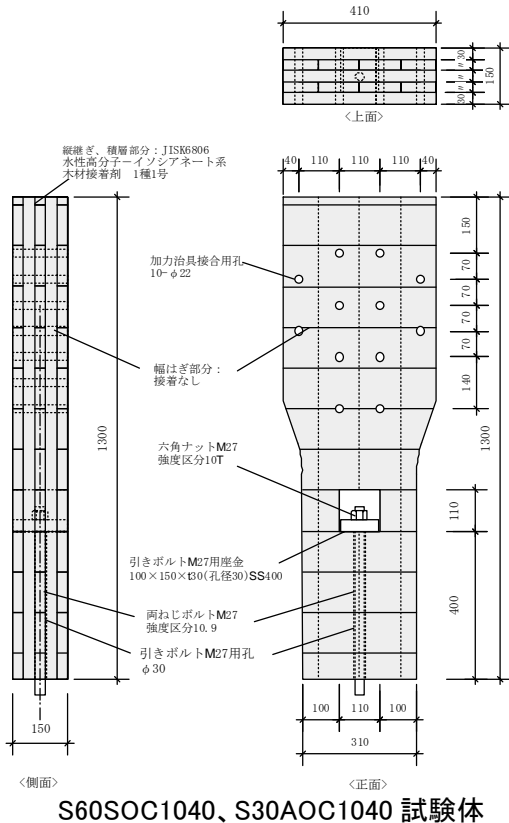 410
30
〃
〃
〃
30
150
<上面>
縦継ぎ、積層部分：JISK6806
水性高分子－イソシアネート系
木材接着剤　1種1号
40 110 110 110 40
加力治具接合用孔
10-φ22
幅はぎ部分：
接着なし
六角ナットM27
強度区分10T
引きボルトM27用座金
100×150×t30(孔径30)SS400
両ねじボルトM27
強度区分10.9
引きボルトM27用孔
φ30
1300
150
70
70
70
70
140
110
400
1300
150
100 110 100
310
<側面>
<正面>
S60SOC1040、S30AOC1040 試験体